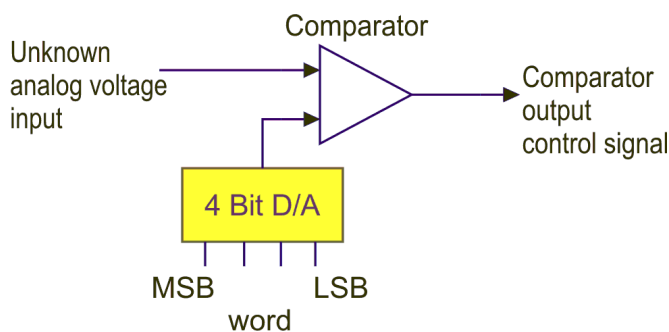 Comparator
Unknown
analog voltage
input
Comparator
output
control signal
4 Bit D/A
MSB
LSB
word